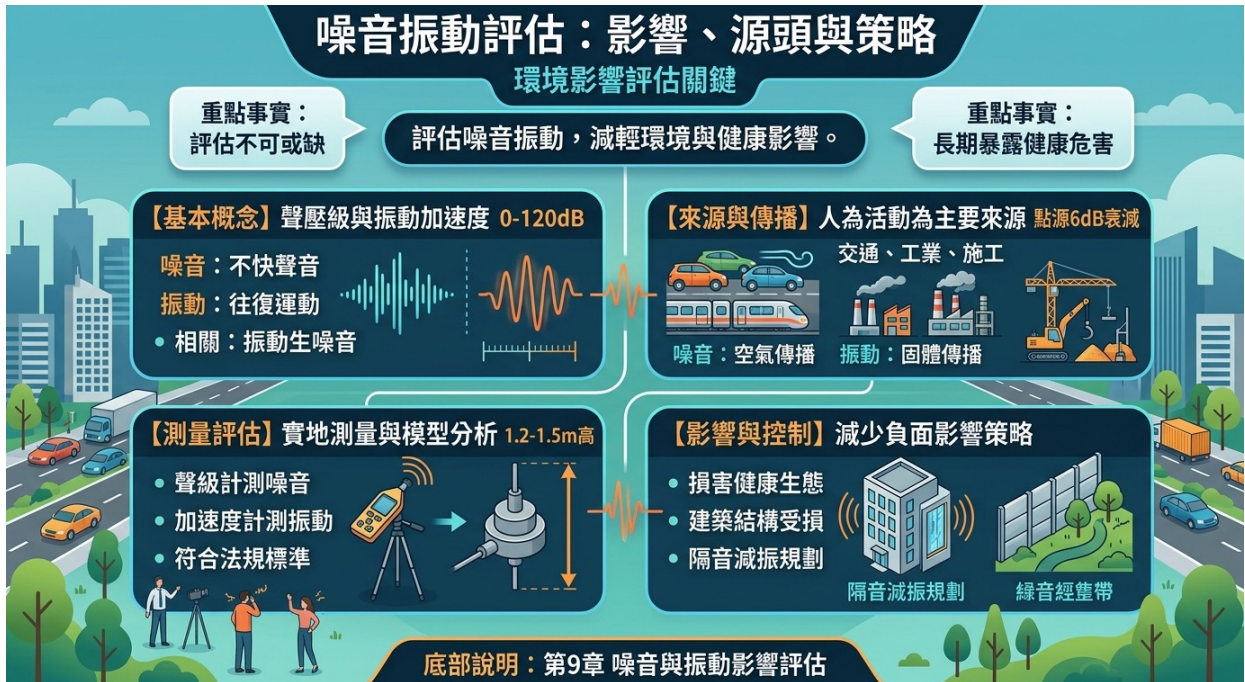 噪音振動評估：影響、源頭與策略
環境影響評估關鍵
重點事實：
評估不可或缺
評估噪音振動，減輕環境與健康影響。
重點事實：
長期暴露健康危害
【基本概念】聲壓級與振動加速度 0-120dB
噪音：不快聲音
振動：往復運動
• 相關：振動生噪音
【來源與傳播】人為活動為主要來源 點源6dB衰減
交通、工業、施工
噪音：空氣傳播
振動：固體傳播
【測量評估】實地測量與模型分析 1.2-1.5m高
• 聲級計測噪音
• 加速度計測振動
• 符合法規標準
【影響與控制】減少負面影響策略
• 損害健康生態
• 建築結構受損
• 隔音減振規劃
隔音減振規劃
綠音經隼帶
底部說明：第9章 噪音與振動影響評估